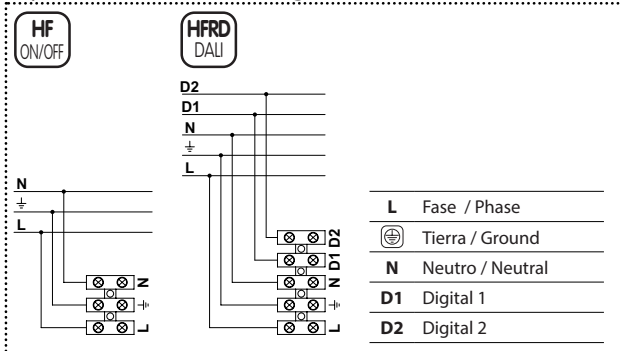 HF
ON/OFF
HFRD
DALI
D2
D1
N
L
N
L
N
L
D2
D1
N
L
L Fase / Phase
Tierra / Ground
N Neutro / Neutral
D1 Digital 1
D2 Digital 2